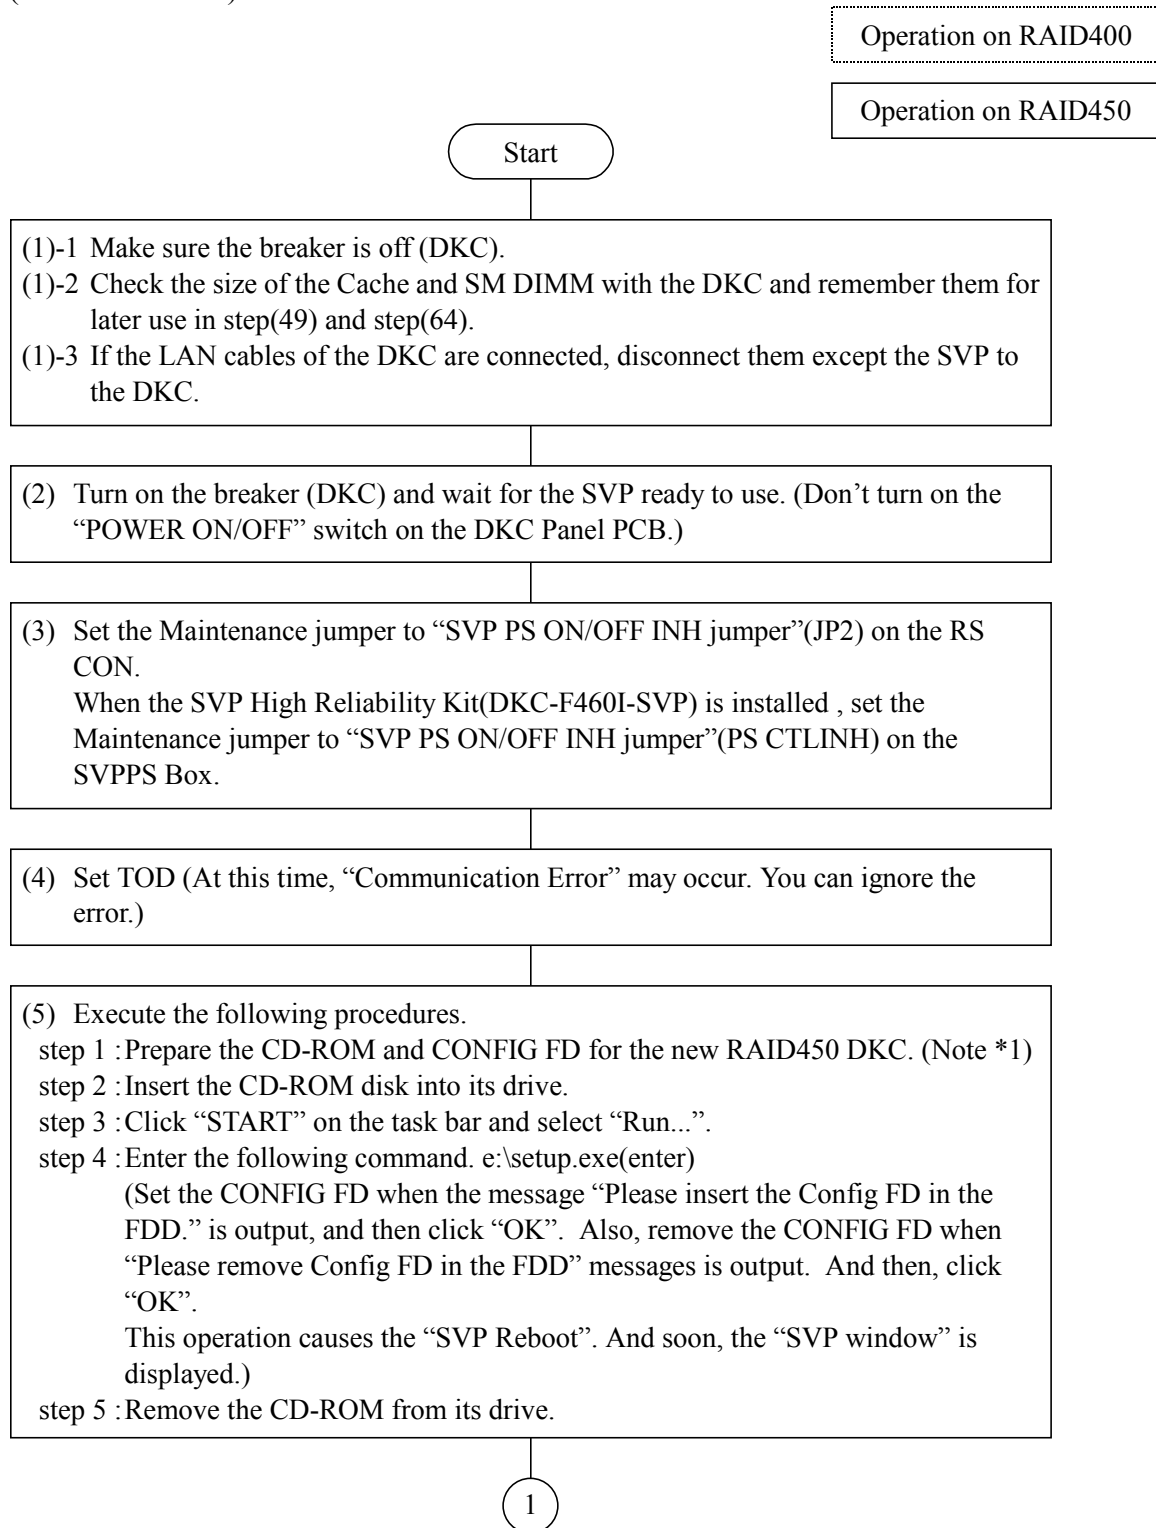 Operation on RAID400
Operation on RAID450
Start
(1)-1 Make sure the breaker is off (DKC).
(1)-2 Check the size of the Cache and SM DIMM with the DKC and remember them for
later use in step(49) and step(64).
(1)-3 If the LAN cables of the DKC are connected, disconnect them except the SVP to
the DKC.
(2) Turn on the breaker (DKC) and wait for the SVP ready to use. (Don’t turn on the
“POWER ON/OFF” switch on the DKC Panel PCB.)
(3) Set the Maintenance jumper to “SVP PS ON/OFF INH jumper”(JP2) on the RS
CON.
When the SVP High Reliability Kit(DKC-F460I-SVP) is installed , set the
Maintenance jumper to “SVP PS ON/OFF INH jumper”(PS CTLINH) on the
SVPPS Box.
(4) Set TOD (At this time, “Communication Error” may occur. You can ignore the
error.)
(5) Execute the following procedures.
step 1 :Prepare the CD-ROM and CONFIG FD for the new RAID450 DKC. (Note *1)
step 2 :Insert the CD-ROM disk into its drive.
step 3 :Click “START” on the task bar and select “Run...”.
step 4 :Enter the following command. e:\setup.exe(enter)
(Set the CONFIG FD when the message “Please insert the Config FD in the
FDD.” is output, and then click “OK”. Also, remove the CONFIG FD when
“Please remove Config FD in the FDD” messages is output. And then, click
“OK”.
This operation causes the “SVP Reboot”. And soon, the “SVP window” is
displayed.)
step 5 :Remove the CD-ROM from its drive.
1